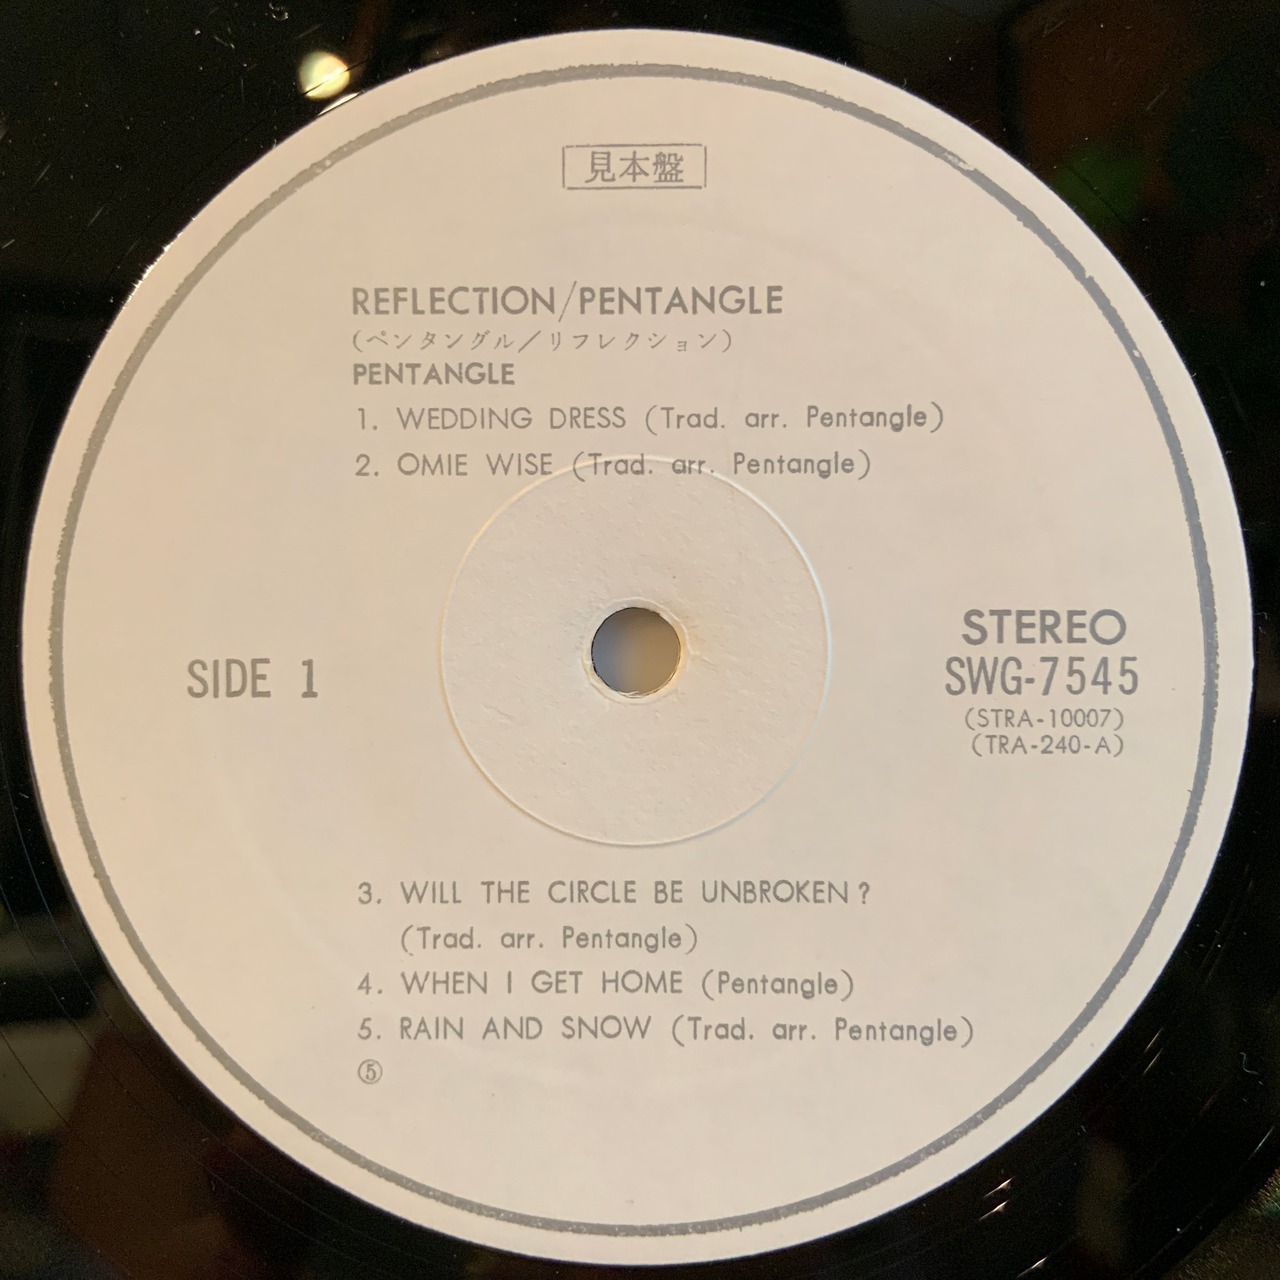 見本盤
REFLECTION/PENTANGLE
(ペンタングル/リフレクション)
PENTANGLE
1. WEDDING DRESS (Trad. arr. Pentangle)
2. OMIE WISE (Trad. arr. Pentangle)
SIDE 1
STEREO
SWG-7545
(STRA-10007)
(TRA-240-A)
3. WILL THE CIRCLE BE UNBROKEN?
(Trad. arr. Pentangle)
4. WHEN I GET HOME (Pentangle)
5. RAIN AND SNOW (Trad. arr. Pentangle)
⑤